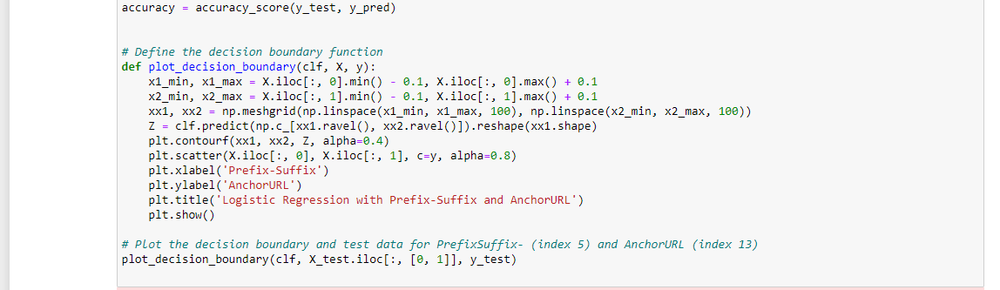 accuracy = accuracy_score(y_test, y_pred)
# Define the decision boundary function
def plot_decision_boundary(clf, X, y):
    x1_min, x1_max = X.iloc[:, 0].min() - 0.1, X.iloc[:, 0].max() + 0.1
    x2_min, x2_max = X.iloc[:, 1].min() - 0.1, X.iloc[:, 1].max() + 0.1
    xx1, xx2 = np.meshgrid(np.linspace(x1_min, x1_max, 100), np.linspace(x2_min, x2_max, 100))
    Z = clf.predict(np.c_[xx1.ravel(), xx2.ravel()]).reshape(xx1.shape)
    plt.contourf(xx1, xx2, Z, alpha=0.4)
    plt.scatter(X.iloc[:, 0], X.iloc[:, 1], c=y, alpha=0.8)
    plt.xlabel('Prefix-Suffix')
    plt.ylabel('AnchorURL')
    plt.title('Logistic Regression with Prefix-Suffix and AnchorURL')
    plt.show()
# Plot the decision boundary and test data for PrefixSuffix- (index 5) and AnchorURL (index 13)
plot_decision_boundary(clf, X_test.iloc[:, [0, 1]], y_test)